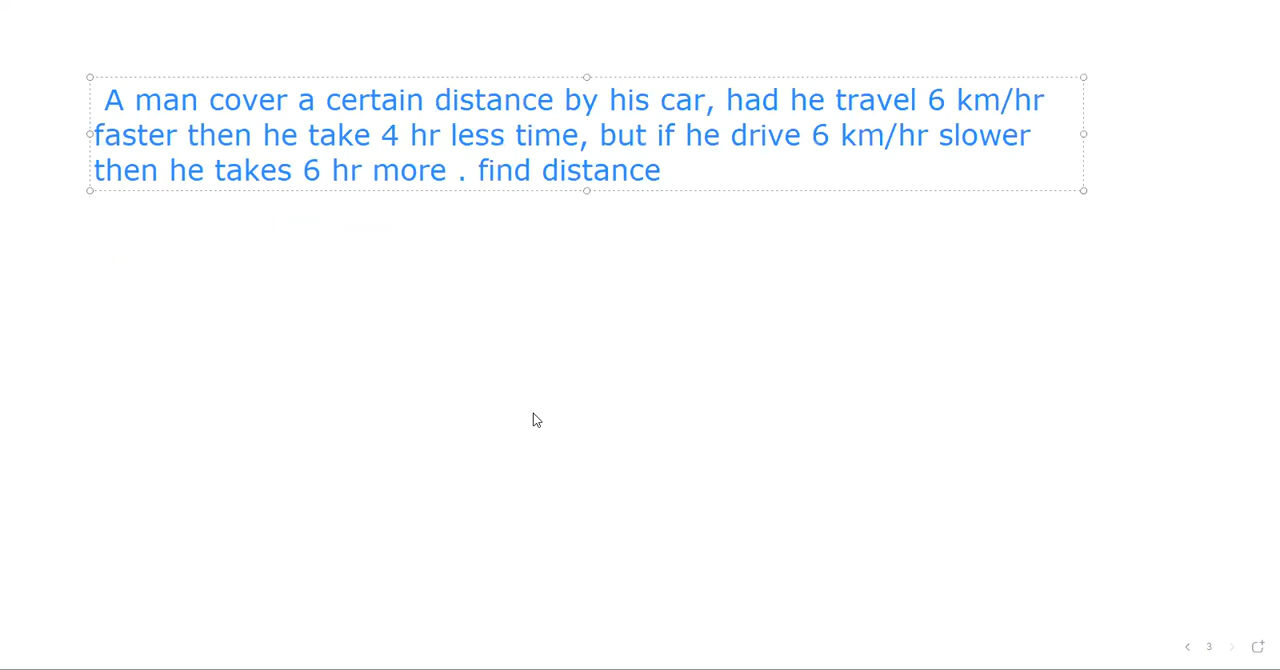 A man cover a certain distance by his car, had he travel 6 km/hr
faster then he take 4 hr less time, but if he drive 6 km/hr slower
then he takes 6 hr more . find distance
3